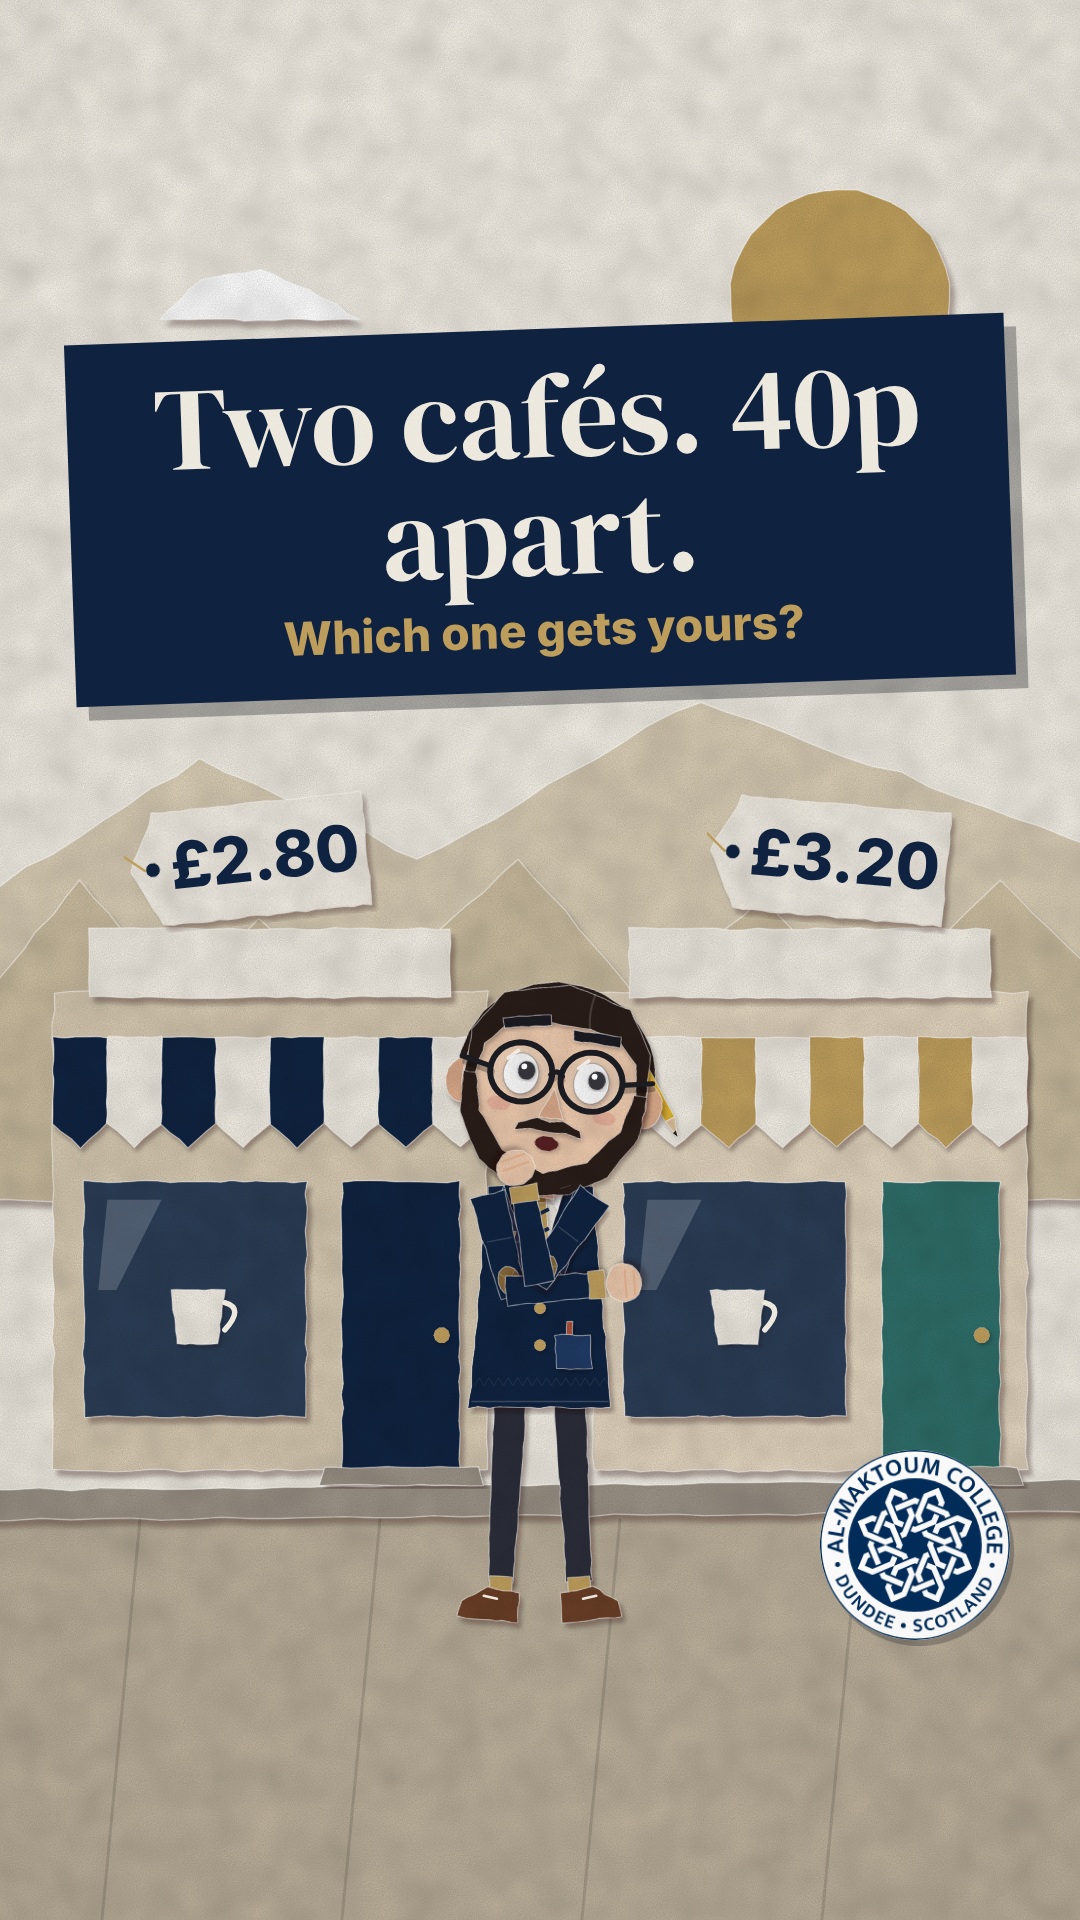 Two cafés. 40p
apart.
Which one gets yours?
£2.80
£3.20
AL-MAKTOUM COLLEGE
• DUNDEE • SCOTLAND •